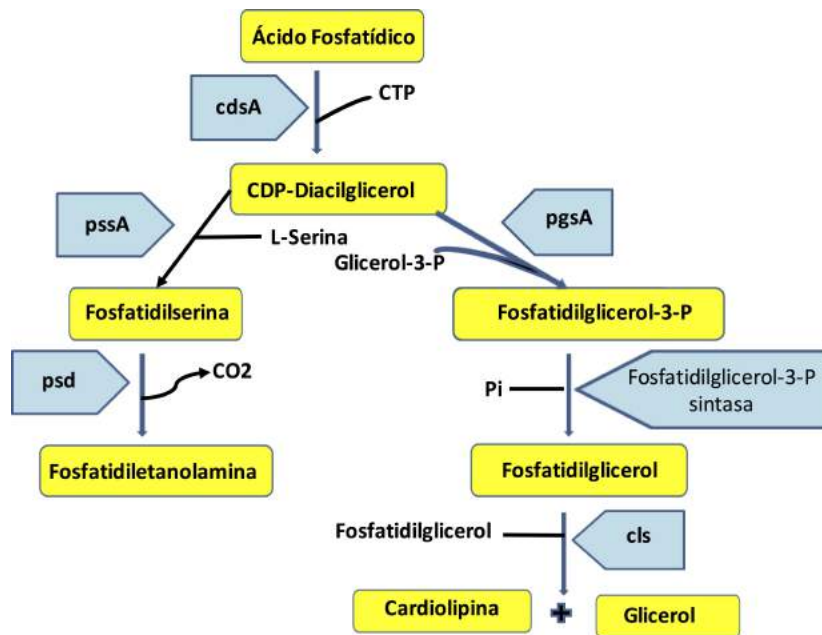 Ácido Fosfatídico
cdsA
CTP
CDP-Diacilglicerol
pssA
pgsA
L-Serina
Glicerol-3-P
Fosfatidilserina
Fosfatidilglicerol-3-P
psd
CO2
Pi
Fosfatidilglicerol-3-P
sintasa
Fosfatidiletanolamina
Fosfatidilglicerol
Fosfatidilglicerol
cls
Cardiolipina
Glicerol